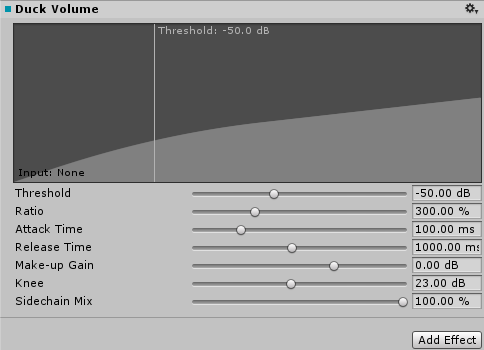 Duck Volume
Threshold: -50.0 dB
Input: None
Threshold -50.00 dB
Ratio 300.00 %
Attack Time 100.00 ms
Release Time 1000.00 ms
Make-up Gain 0.00 dB
Knee 23.00 dB
Sidechain Mix 100.00 %
Add Effect